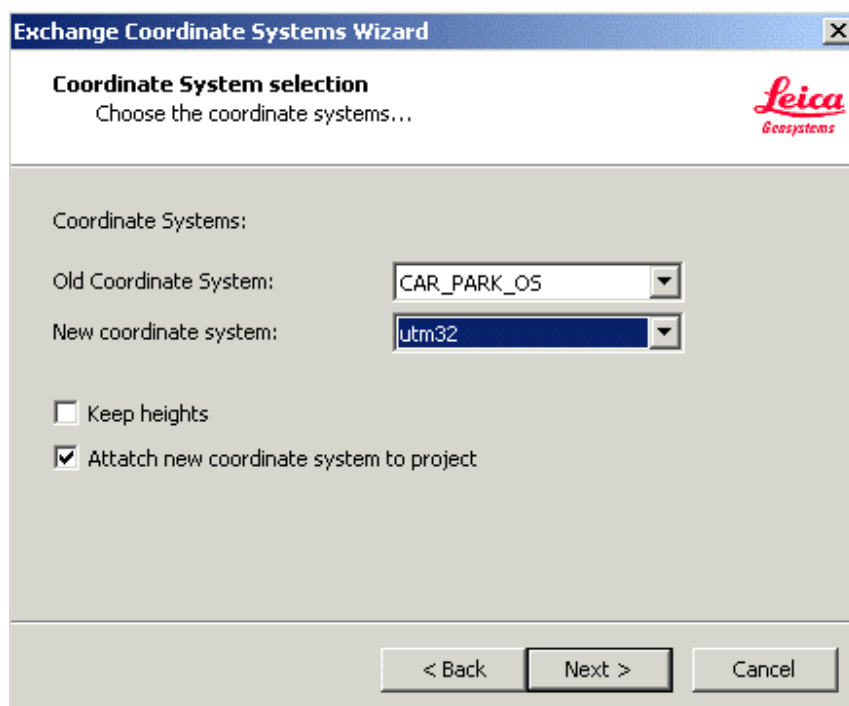 Exchange Coordinate Systems Wizard
Coordinate System selection
Choose the coordinate systems...
Leica
Geosystems
Coordinate Systems:
Old Coordinate System: CAR_PARK_OS
New coordinate system: utm32
Keep heights
Attatch new coordinate system to project
< Back Next > Cancel